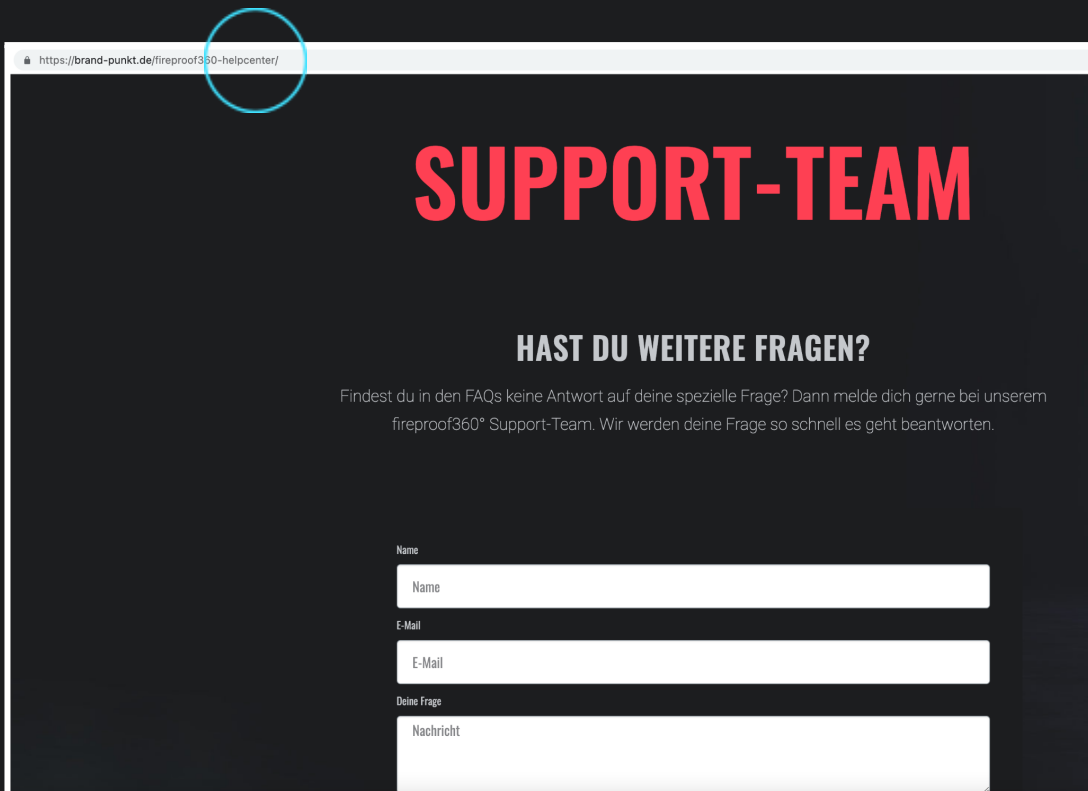 https://brand-punkt.de/fireproof360-helpcenter/
SUPPORT-TEAM
HAST DU WEITERE FRAGEN?
Findest du in den FAQs keine Antwort auf deine spezielle Frage? Dann melde dich gerne bei unserem
fireproof360° Support-Team. Wir werden deine Frage so schnell es geht beantworten.
Name
Name
E-Mail
E-Mail
Deine Frage
Nachricht